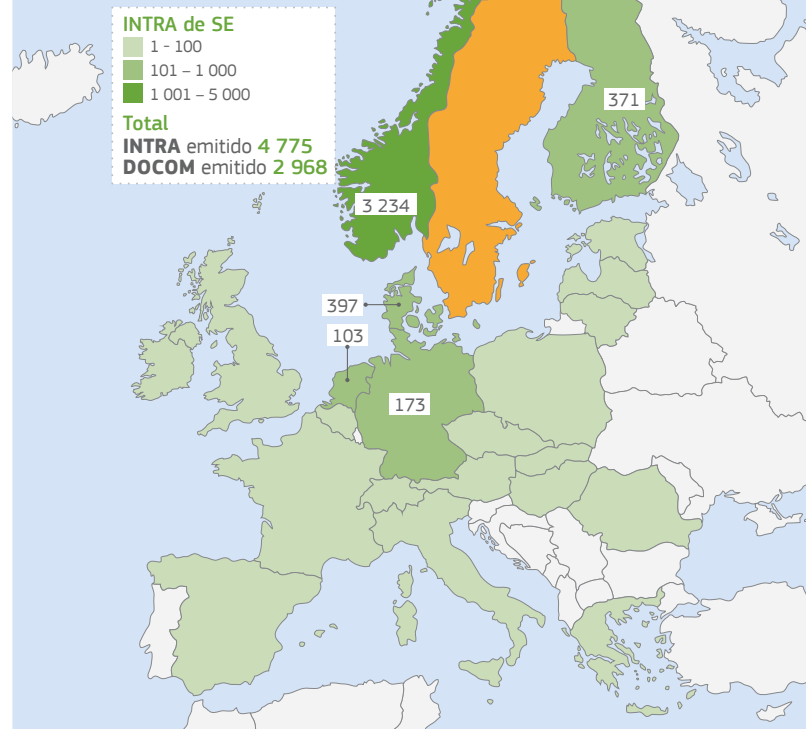 INTRA de SE
1 - 100
101 – 1 000
1 001 – 5 000
Total
INTRA emitido 4 775
DOCOM emitido 2 968
371
3 234
397
103
173